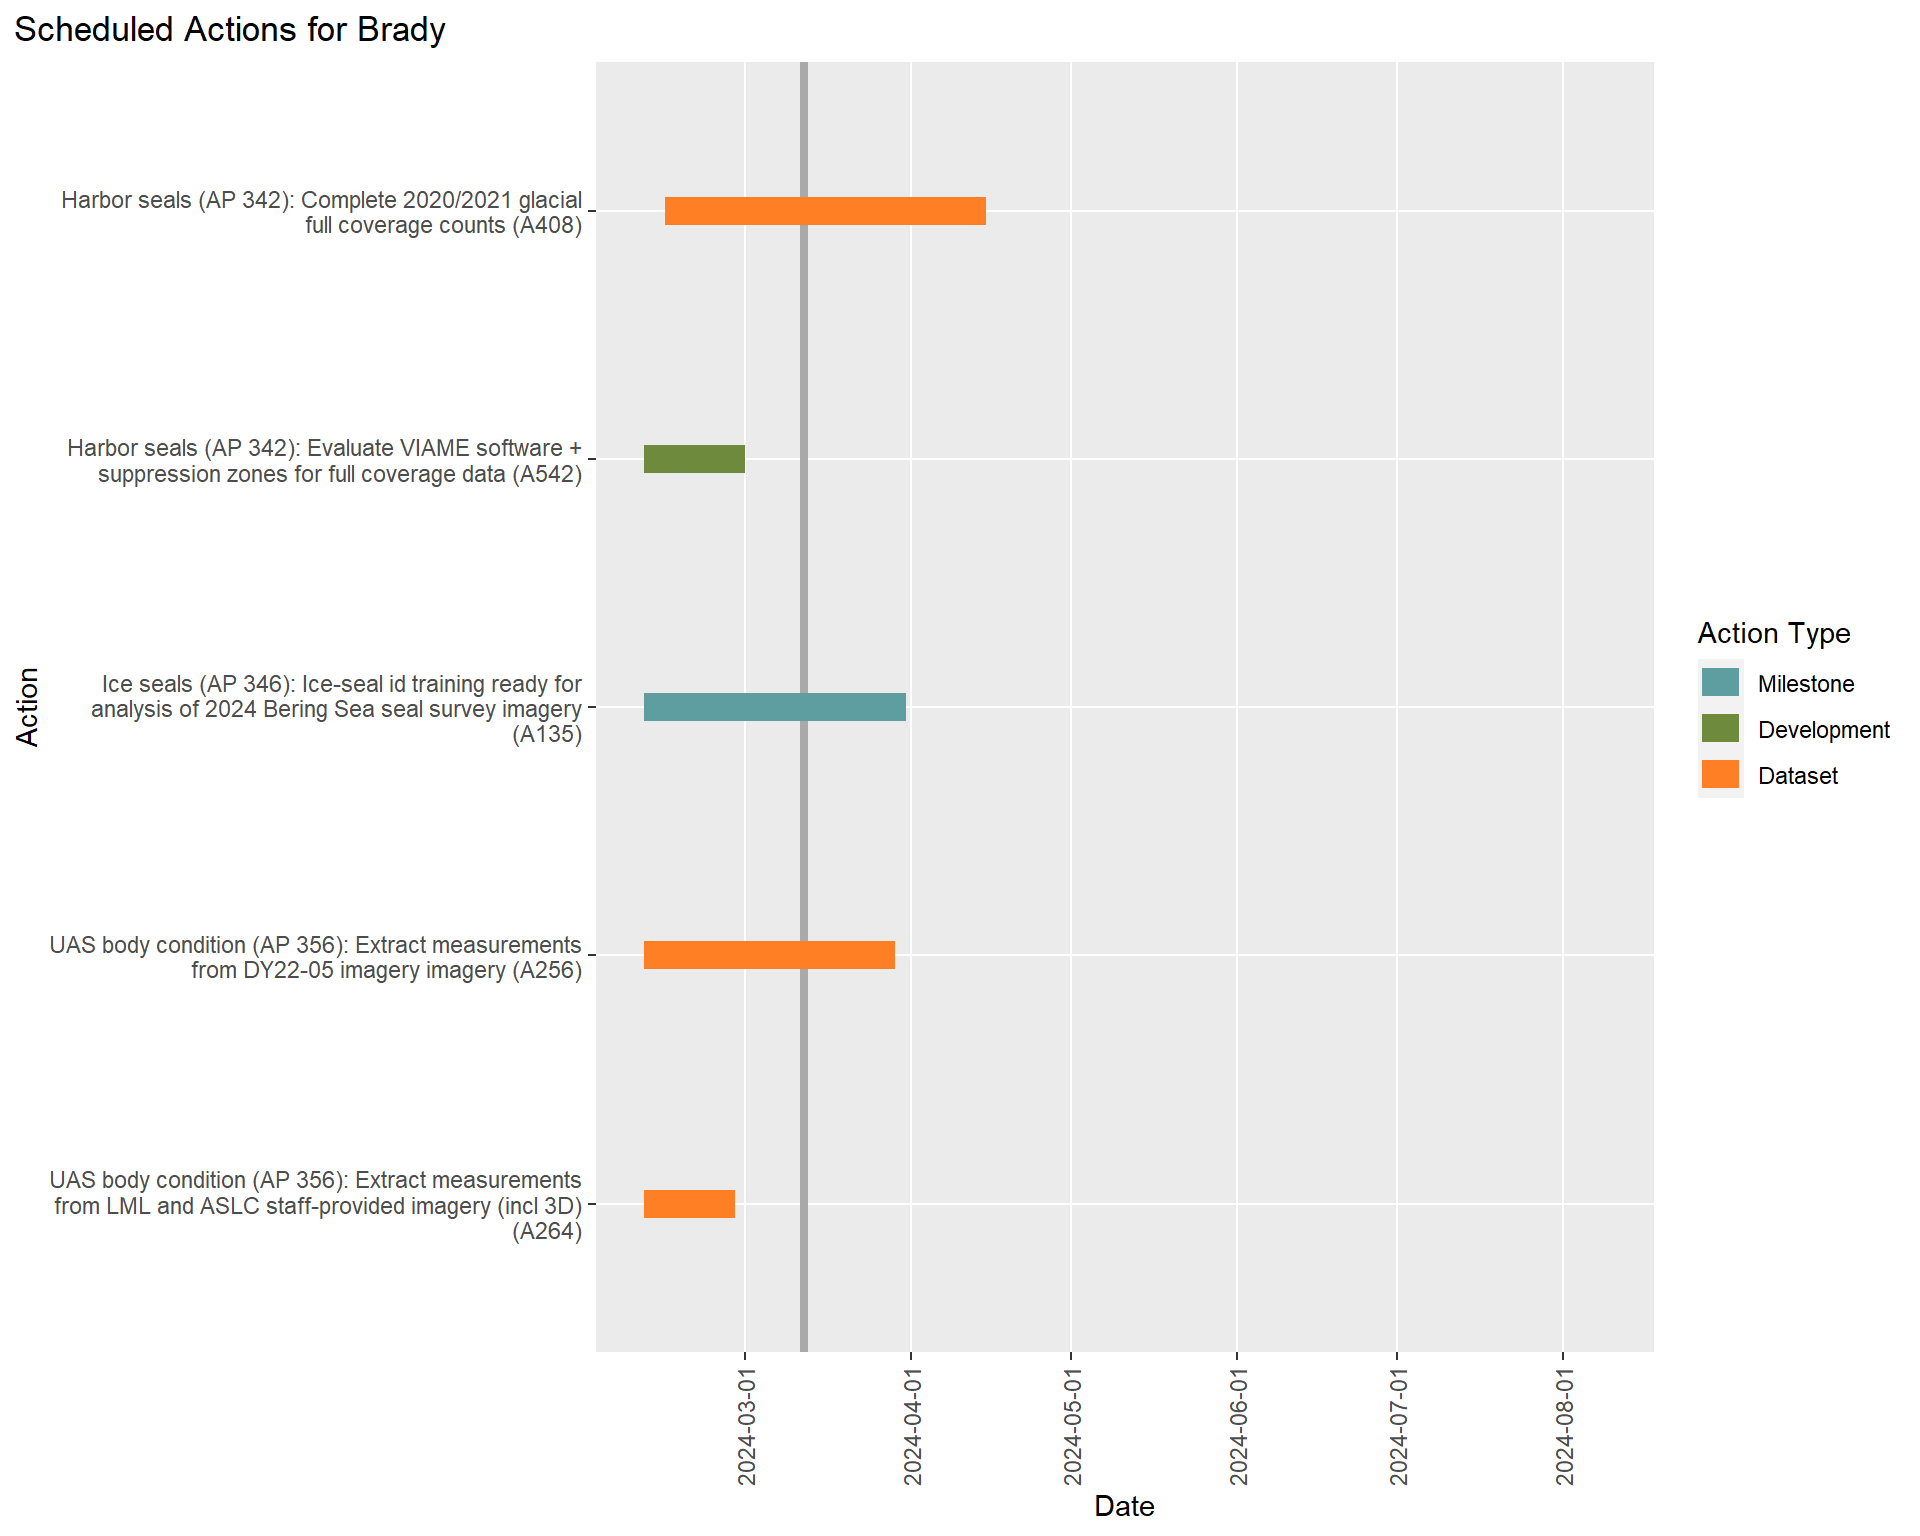 Scheduled Actions for Brady
Harbor seals (AP 342): Complete 2020/2021 glacial
full coverage counts (A408)
Harbor seals (AP 342): Evaluate VIAME software +
suppression zones for full coverage data (A542)
Ice seals (AP 346): Ice-seal id training ready for
analysis of 2024 Bering Sea seal survey imagery
(A135)
UAS body condition (AP 356): Extract measurements
from DY22-05 imagery imagery (A256)
UAS body condition (AP 356): Extract measurements
from LML and ASLC staff-provided imagery (incl 3D)
(A264)
Action
2024-03-01
2024-04-01
2024-05-01
2024-06-01
2024-07-01
2024-08-01
Date
Action Type
Milestone
Development
Dataset